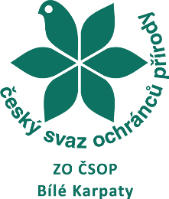 český svaz ochránců přírody
ZO ČSOP
Bílé Karpaty